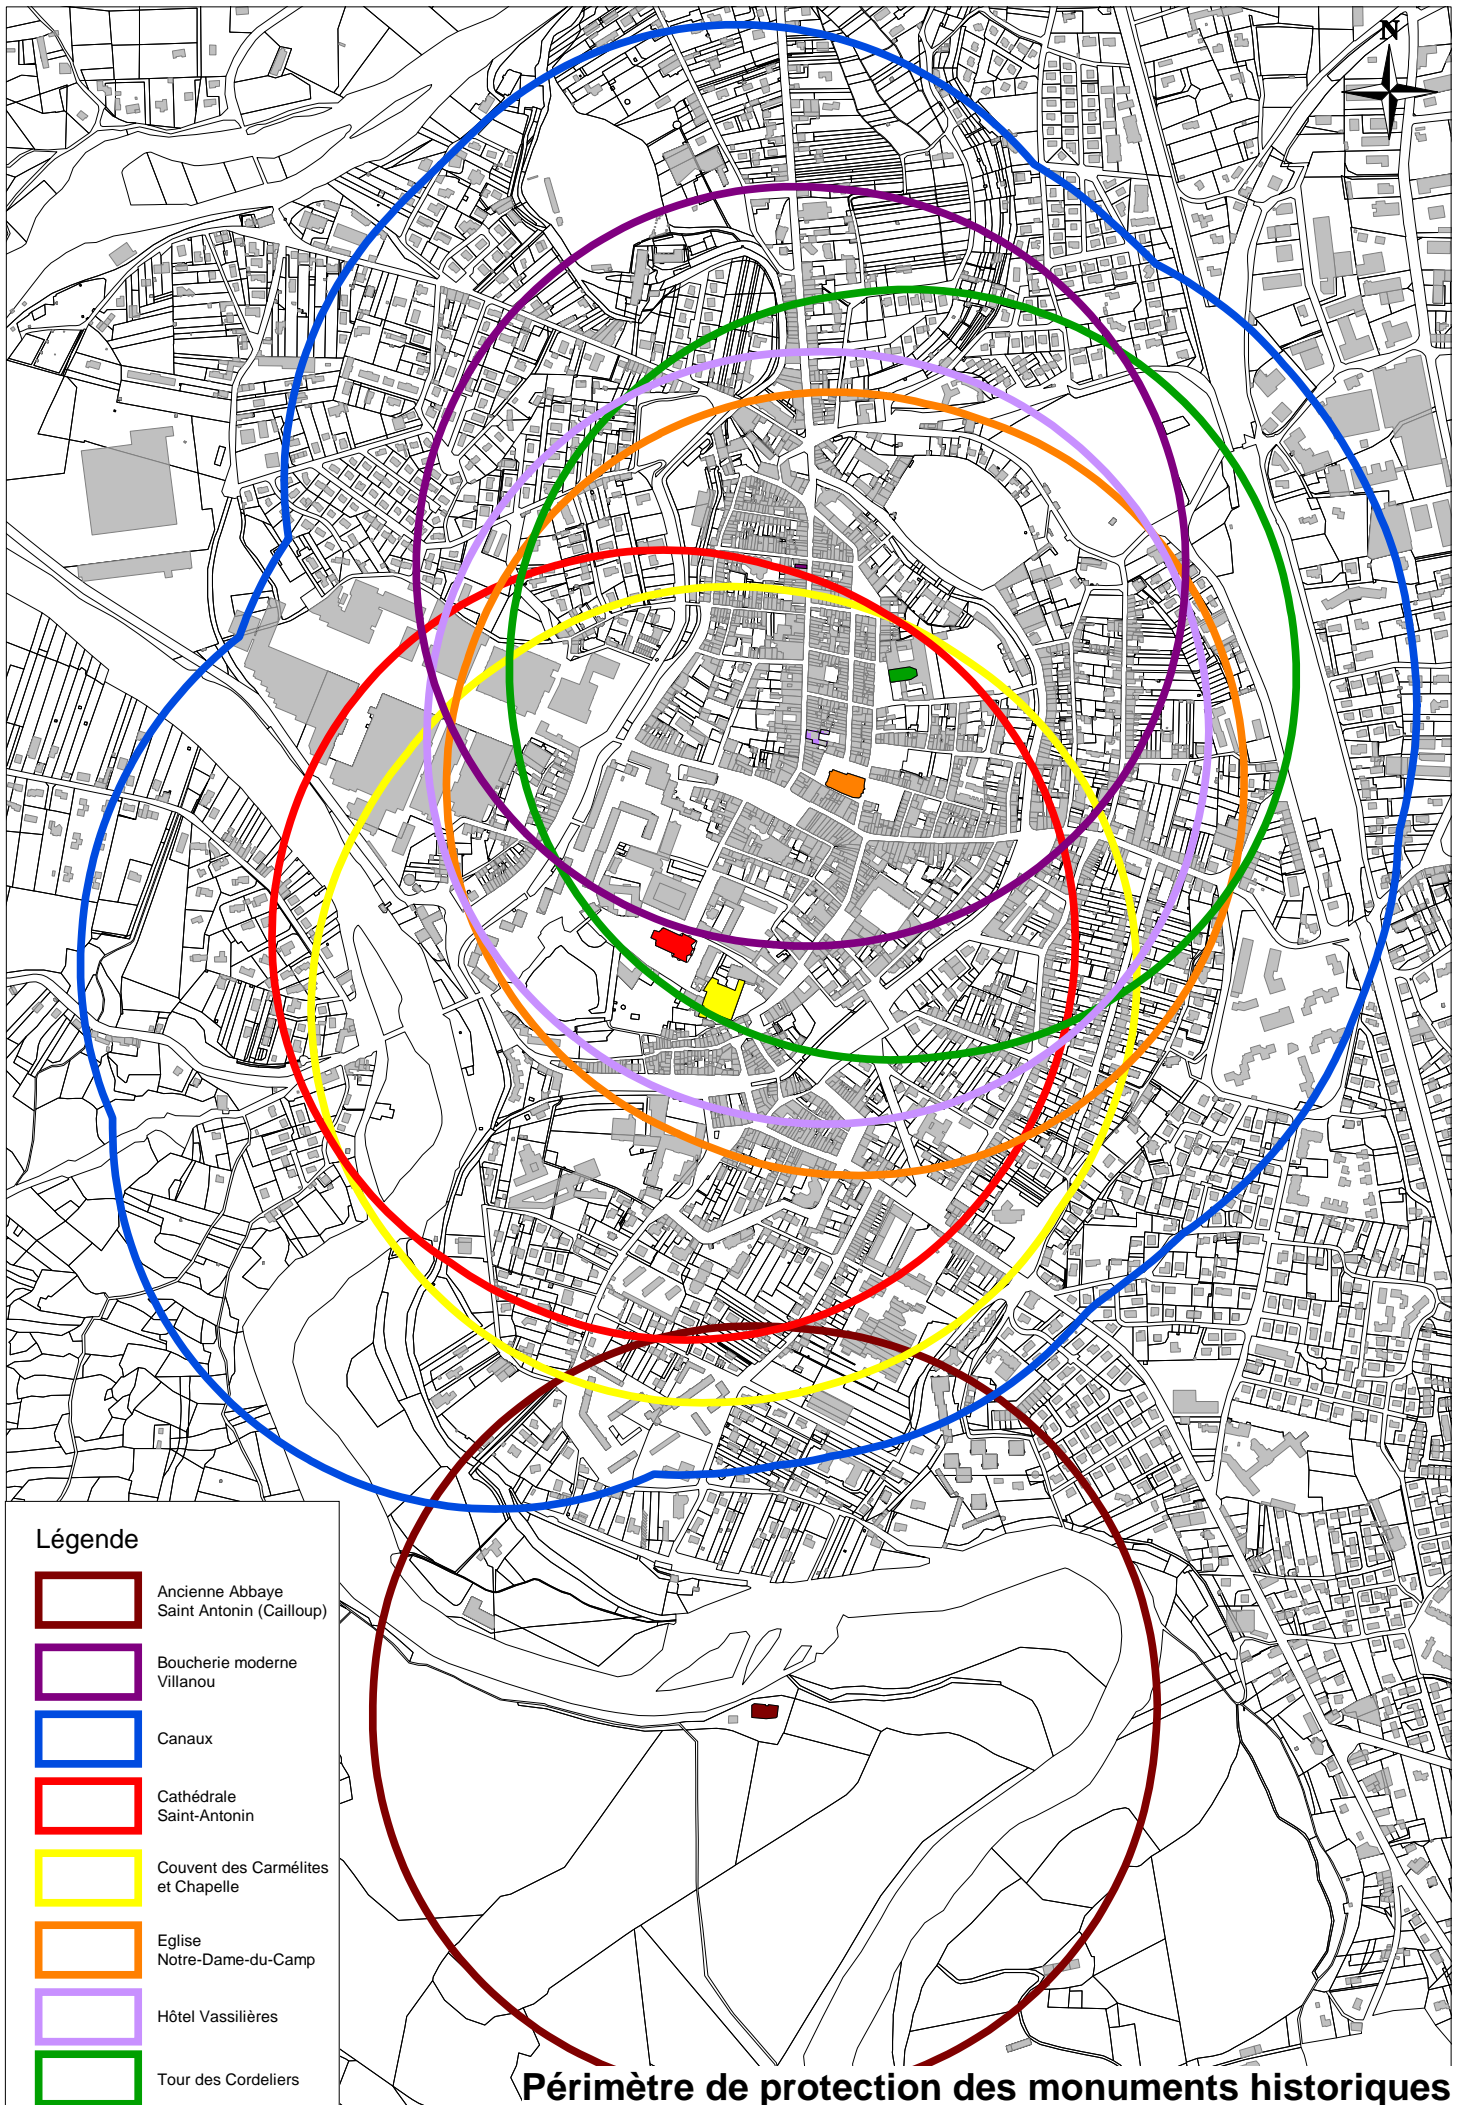 N
Légende
Ancienne Abbaye
Saint Antonin (Cailloup)
Boucherie moderne
Villanou
Canaux
Cathédrale
Saint-Antonin
Couvent des Carmélites
et Chapelle
Eglise
Notre-Dame-du-Camp
Hôtel Vassilières
Tour des Cordeliers
Périmètre de protection des monuments historiques